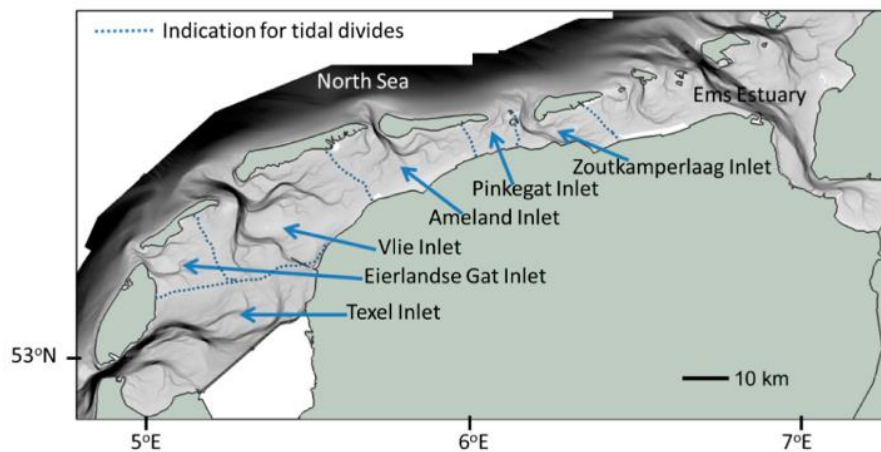 Indication for tidal divides
North Sea
Ems Estuary
Zoutkamperlaag Inlet
Pinkegat Inlet
Ameland Inlet
Vlie Inlet
Eierlandse Gat Inlet
Texel Inlet
53°N
10 km
5°E
6°E
7°E